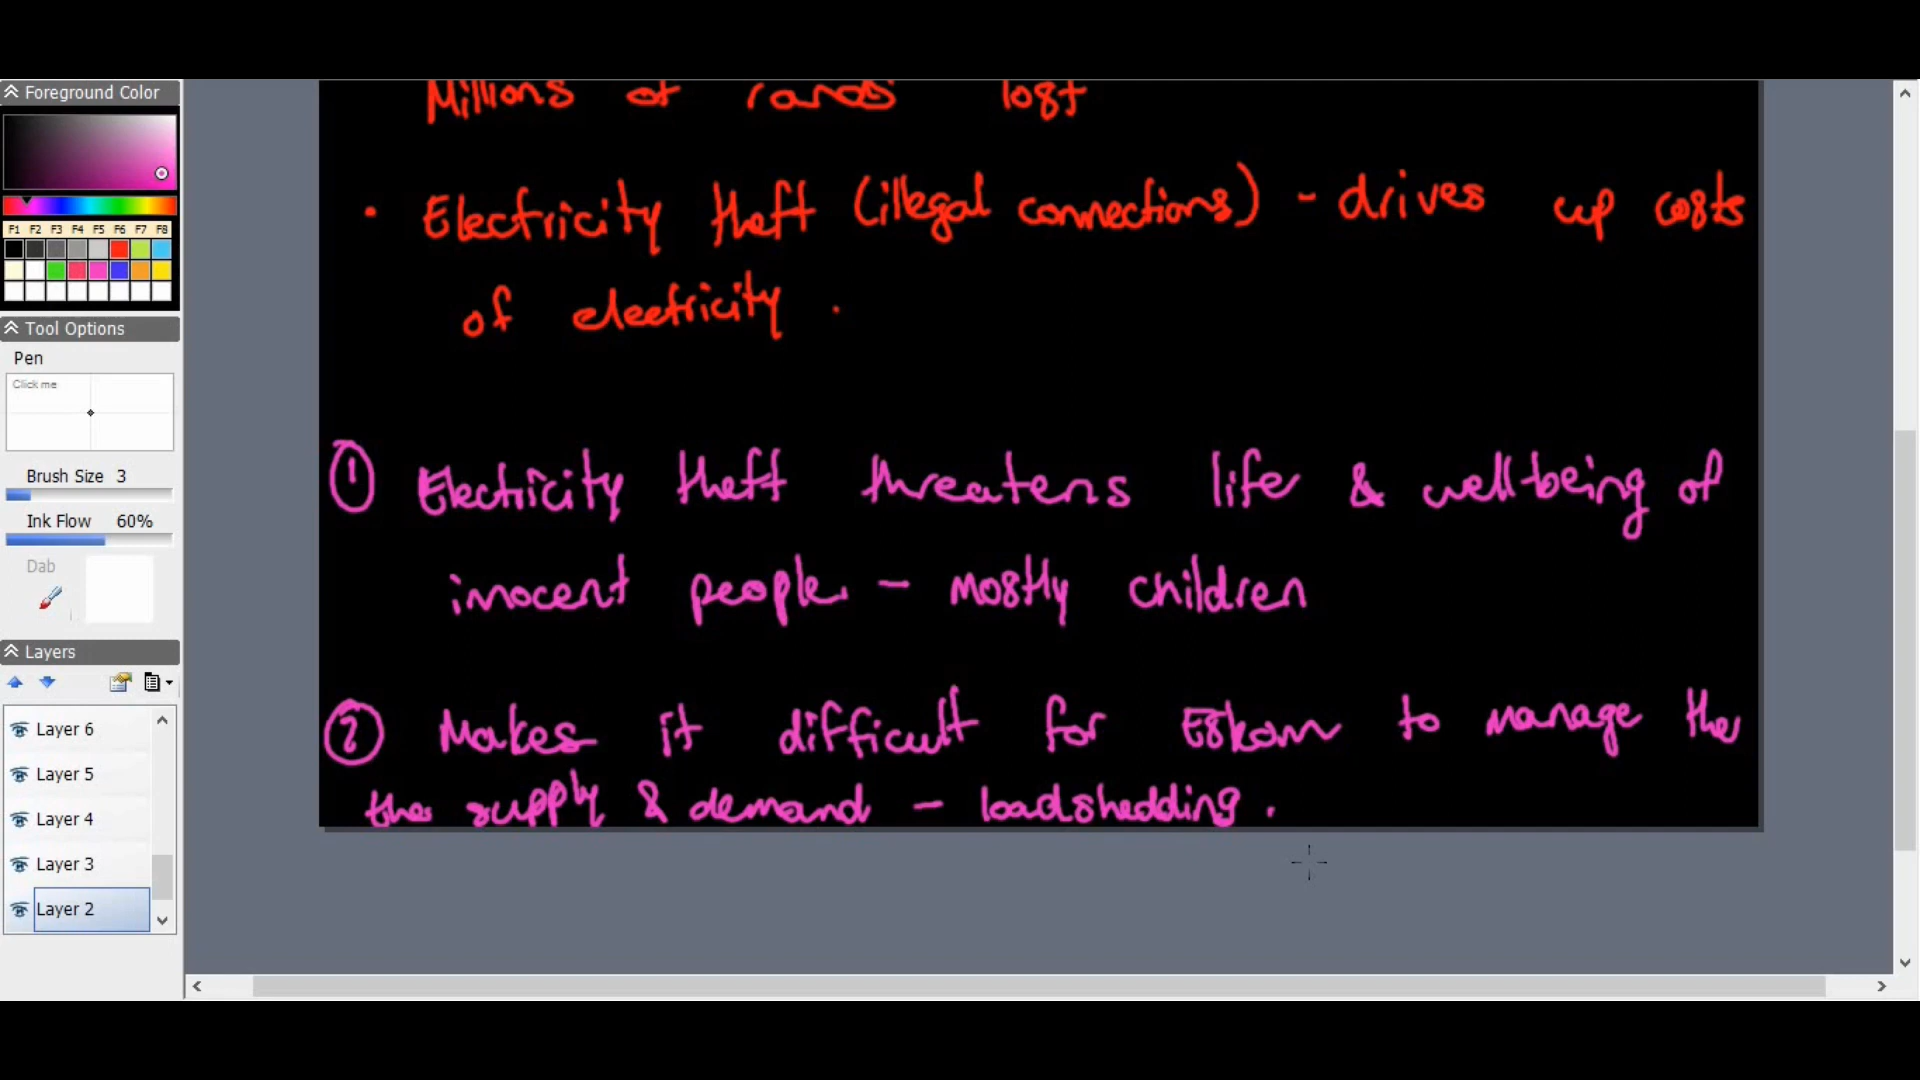 Foreground Color
F1 F2 F3 F4 F5 F6 F7 F8
Tool Options
Pen
Click me
Brush Size 3
Ink Flow 60%
Dab
Layers
Layer 6
Layer 5
Layer 4
Layer 3
Layer 2
Millions of rands lost
• Electricity theft (illegal connections) - drives up costs
of electricity.
① Electricity theft threatens life & wellbeing of
inocent people. - mostly children
② Makes it difficult for Eskom to manage the
the supply & demand - loadshedding.